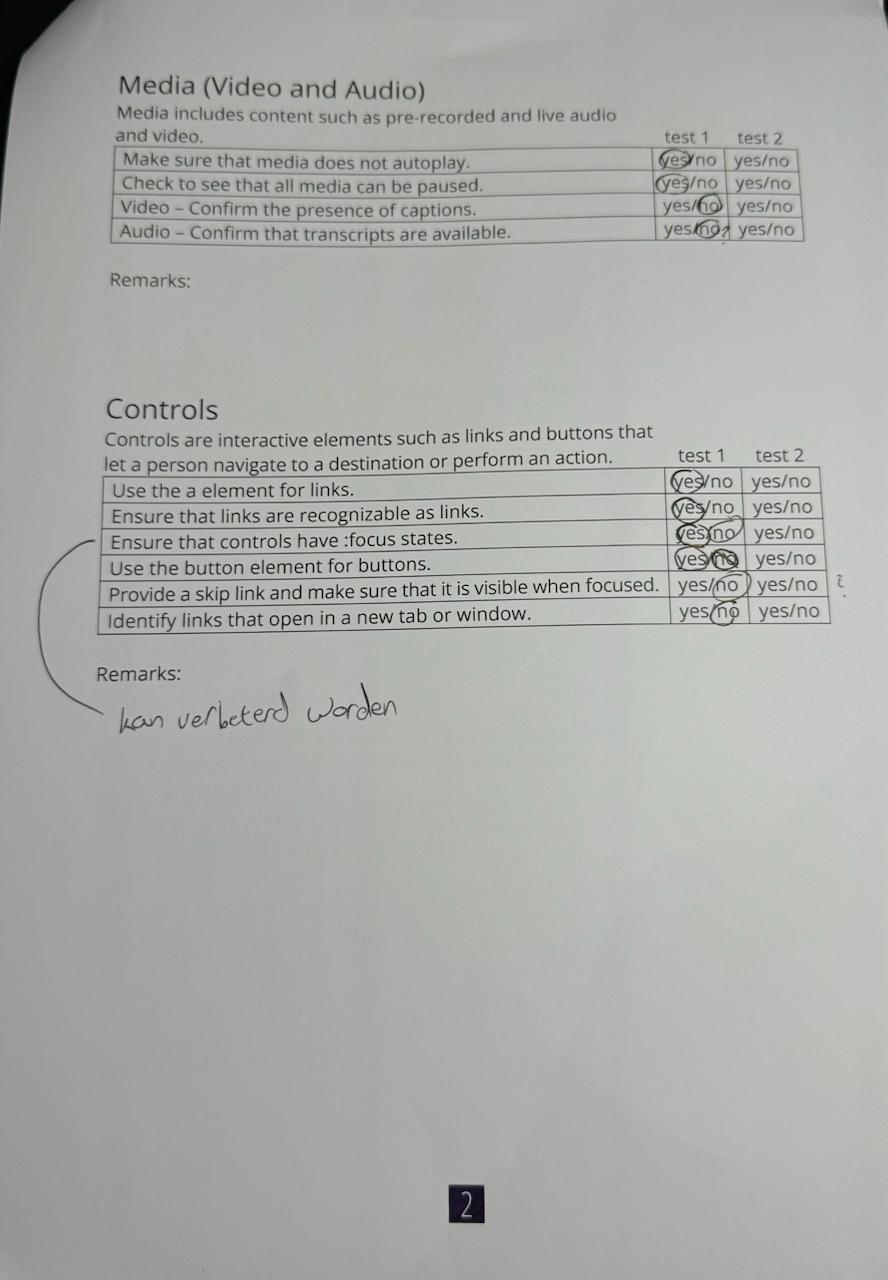 Media (Video and Audio)
Media includes content such as pre-recorded and live audio
and video. test 1 test 2
Make sure that media does not autoplay. yes/no yes/no
Check to see that all media can be paused. yes/no yes/no
Video – Confirm the presence of captions. yes/no yes/no
Audio – Confirm that transcripts are available. yes/no? yes/no
Remarks:
Controls
Controls are interactive elements such as links and buttons that
let a person navigate to a destination or perform an action. test 1 test 2
Use the a element for links. yes/no yes/no
Ensure that links are recognizable as links. yes/no yes/no
Ensure that controls have :focus states. yes/no yes/no
Use the button element for buttons. yes/no yes/no
Provide a skip link and make sure that it is visible when focused. yes/no yes/no ?
Identify links that open in a new tab or window. yes/no yes/no
Remarks:
kan verbeterd worden
2